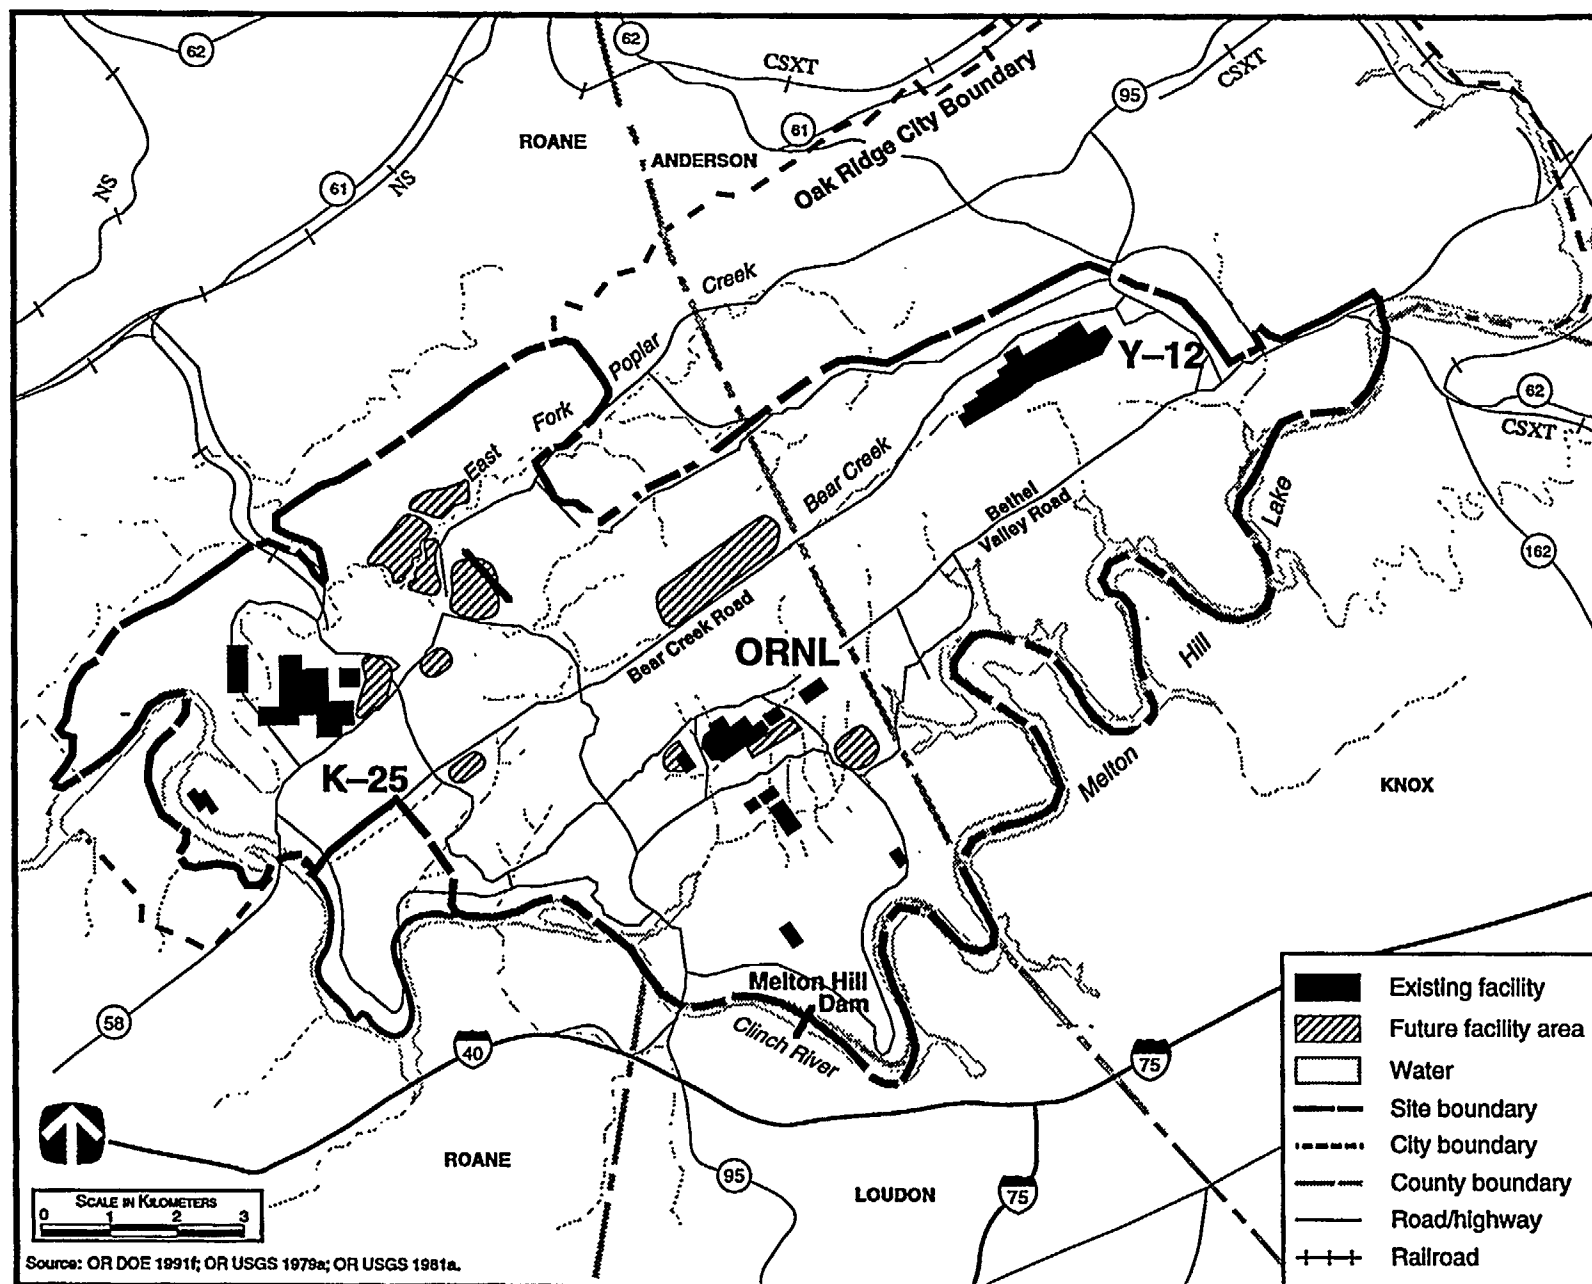 62
62
CSXT
CSXT
95
61
Oak Ridge City Boundary
ROANE
ANDERSON
NS
61
NS
Creek
Poplar
Fork
East
Y–12
62
CSXT
Bear Creek
Bethel
Valley Road
Lake
162
Bear Creek Road
ORNL
Hill
Melton
KNOX
K–25
58
40
Melton Hill
Dam
Clinch River
75
ROANE
95
LOUDON
75
SCALE IN KILOMETERS
0 1 2 3
Source: OR DOE 1991f; OR USGS 1979a; OR USGS 1981a.
Existing facility
Future facility area
Water
Site boundary
City boundary
County boundary
Road/highway
Railroad